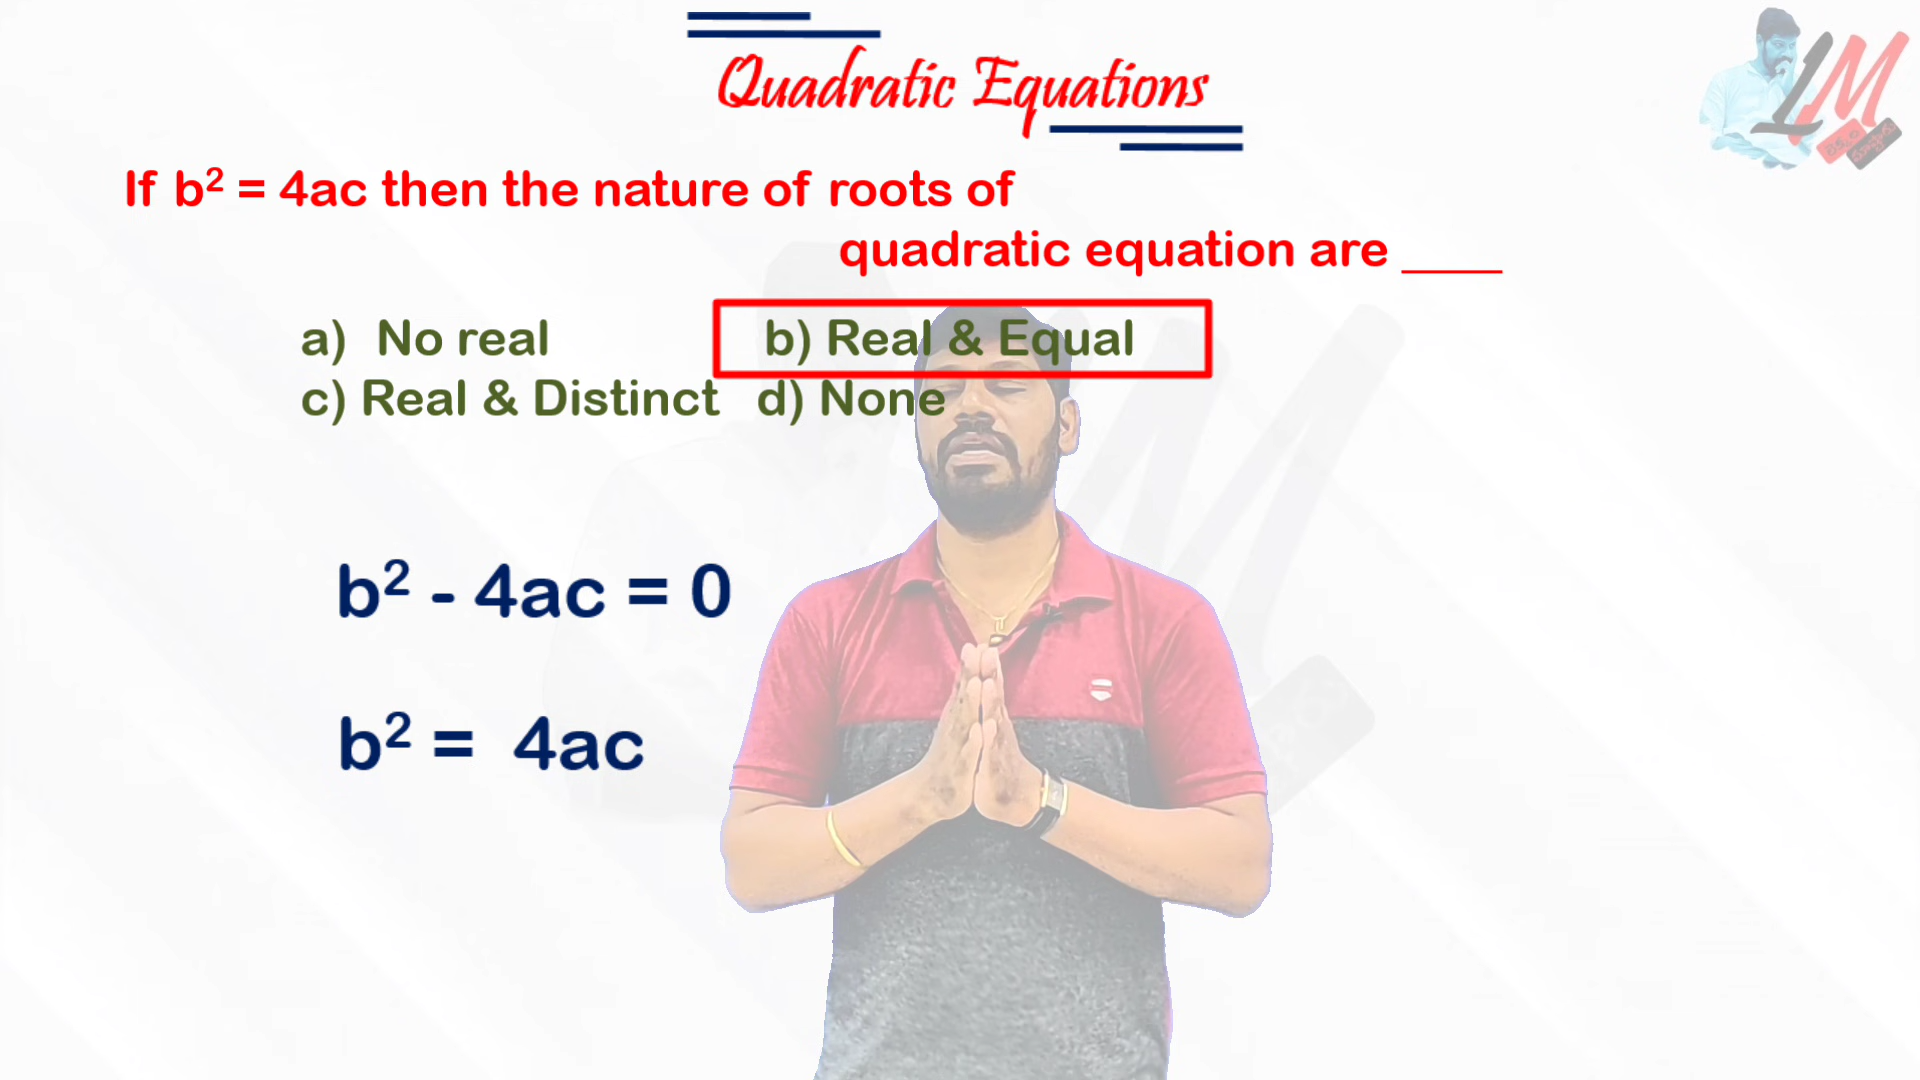 Quadratic Equations
If b² = 4ac then the nature of roots of
quadratic equation are ____
a) No real b) Real & Equal
c) Real & Distinct d) None
b² - 4ac = 0
b² = 4ac
LM